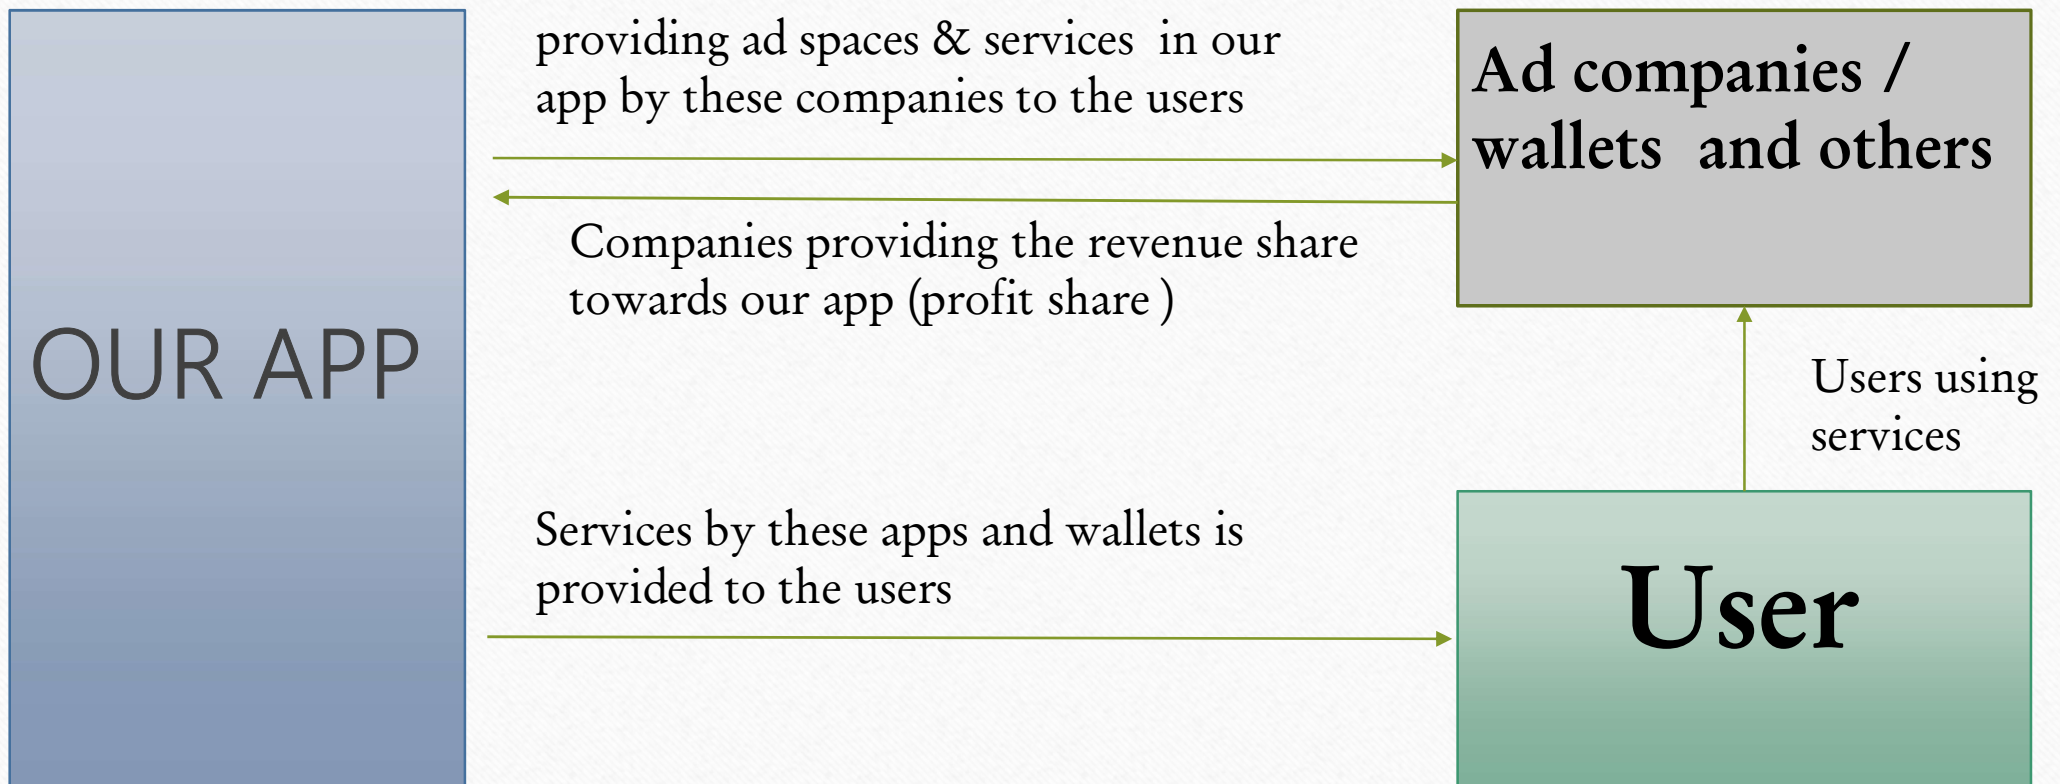 providing ad spaces & services  in our
app by these companies to the users
Ad companies /
wallets  and others
Companies providing the revenue share
towards our app (profit share )
OUR APP
Users using
services
Services by these apps and wallets is
provided to the users
User